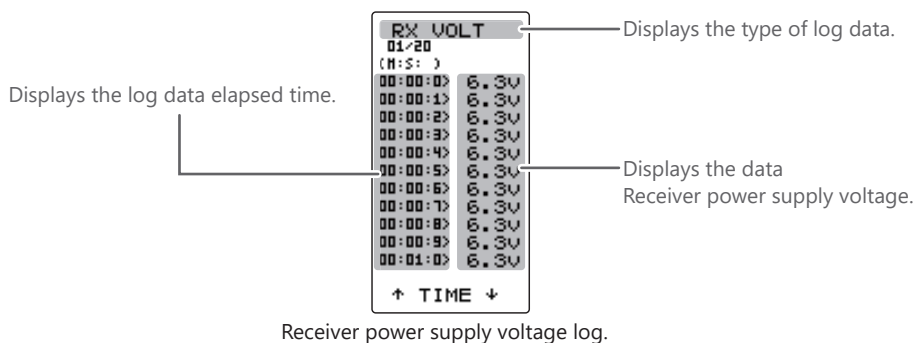 RX VOLT
Displays the type of log data.
01/20
(M:S: )
00:00:0> 6.3V
00:00:1> 6.3V
Displays the log data elapsed time.
00:00:2> 6.3V
00:00:3> 6.3V
00:00:4> 6.3V
00:00:5> 6.3V
Displays the data
Receiver power supply voltage.
00:00:6> 6.3V
00:00:7> 6.3V
00:00:8> 6.3V
00:00:9> 6.3V
00:01:0> 6.3V
↑ TIME ↓
Receiver power supply voltage log.